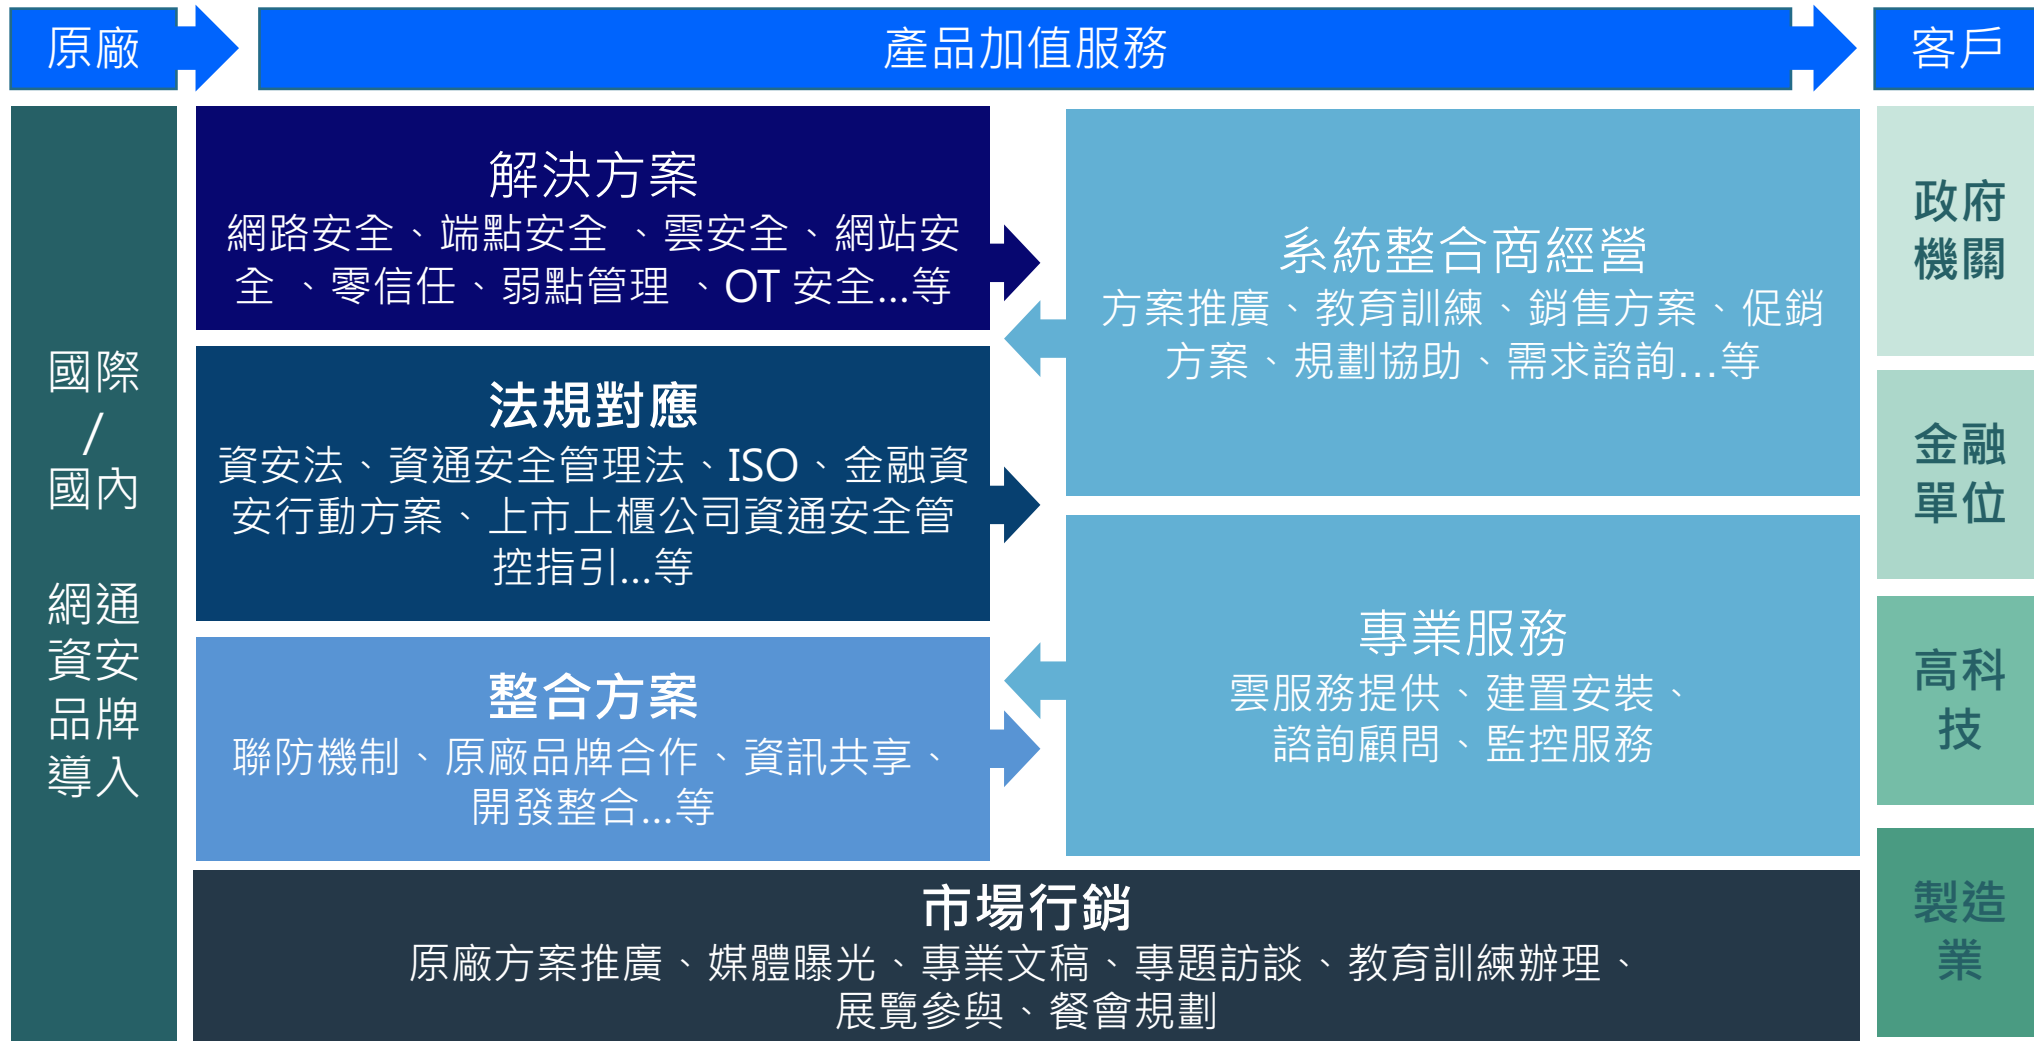 原廠
產品加值服務
客戶
國際
/
國內
網通
資安
品牌
導入
解決方案
網路安全、端點安全 、雲安全、網站安
全 、零信任、弱點管理 、OT 安全...等
法規對應
資安法、資通安全管理法、ISO、金融資
安行動方案、上市上櫃公司資通安全管
控指引...等
整合方案
聯防機制、原廠品牌合作、資訊共享、
開發整合...等
系統整合商經營
方案推廣、教育訓練、銷售方案、促銷
方案、規劃協助、需求諮詢...等
專業服務
雲服務提供、建置安裝、
諮詢顧問、監控服務
市場行銷
原廠方案推廣、媒體曝光、專業文稿、專題訪談、教育訓練辦理、
展覽參與、餐會規劃
政府
機關
金融
單位
高科
技
製造
業